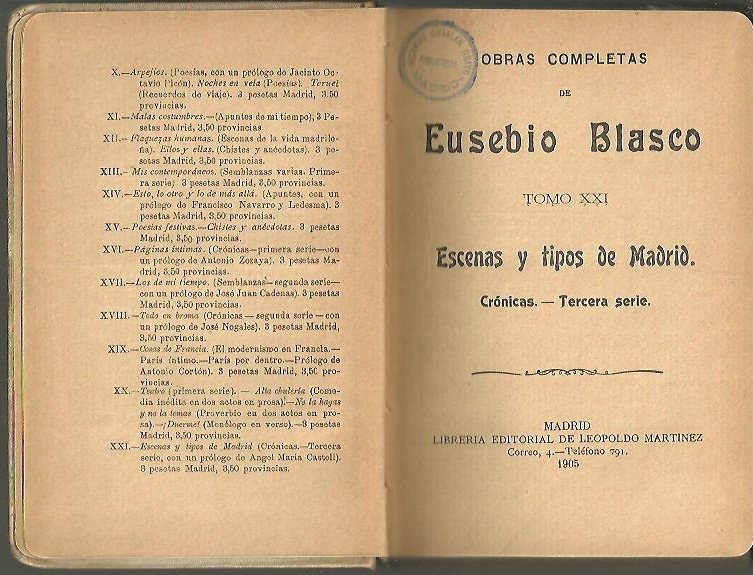 X.—Arpejios. (Poesías, con un prólogo de Jacinto Oc-
tavio Picón). Noches en vela (Poesías). Teruel
(Recuerdos de viaje). 3 pesetas Madrid, 3.50
provincias.
XI.—Malas costumbres.—(Apuntes de mi tiempo), 3 Pe-
setas Madrid, 3,50 provincias.
XII.—Flaquezas humanas. (Escenas de la vida madrile-
ña). Ellos y ellas. (Chistes y anécdotas). 3 pe-
setas Madrid, 3,50 provincias.
XIII.—Mis contemporáneos. (Semblanzas varias. Prime-
ra serie; 3 pesetas Madrid, 3,50 provincias.
XIV.—Esto, lo otro y lo de más allá. (Apuntes, con un
prólogo de Francisco Navarro y Ledesma). 3
pesetas Madrid, 3,50 provincias.
XV.—Poesías festivas.—Chistes y anécdotas. 3 pesetas
Madrid, 3,50 provincias.
XVI.—Páginas íntimas. (Crónicas—primera serie—con
un prólogo de Antonio Zozaya). 3 pesetas Ma-
drid, 3,50 provincias.
XVII.—Los de mi tiempo. (Semblanzas—segunda serie—
con un prólogo de José Juan Cadenas). 3 pesetas
Madrid, 3,50 provincias.
XVIII.—Todo en broma (Crónicas—segunda serie—con
un prólogo de José Nogales). 3 pesetas Madrid,
3,50 provincias.
XIX.—Cosas de Francia. (El modernismo en Francia.—
París íntimo.—París por dentro.—Prólogo de
Antonio Cortón). 3 pesetas Madrid, 3,50 pro-
vincias.
XX.—Teatro (primera serie).—Alta chulería (Come-
dia inédita en dos actos en prosa).—No la hagas
y no la temas (Proverbio en dos actos en pro-
sa).—¡Duerme! (Monólogo en verso).—3 pesetas
Madrid, 3,50 provincias.
XXI.—Escenas y tipos de Madrid (Crónicas.—Tercera
serie, con un prólogo de Angel María Castell).
3 pesetas Madrid, 3,50 provincias.
OBRAS COMPLETAS
DE
Eusebio Blasco
TOMO XXI
Escenas y tipos de Madrid.
Crónicas.—Tercera serie.
MADRID
LIBRERIA EDITORIAL DE LEOPOLDO MARTINEZ
Correo, 4.—Teléfono 791.
1905
MADRID